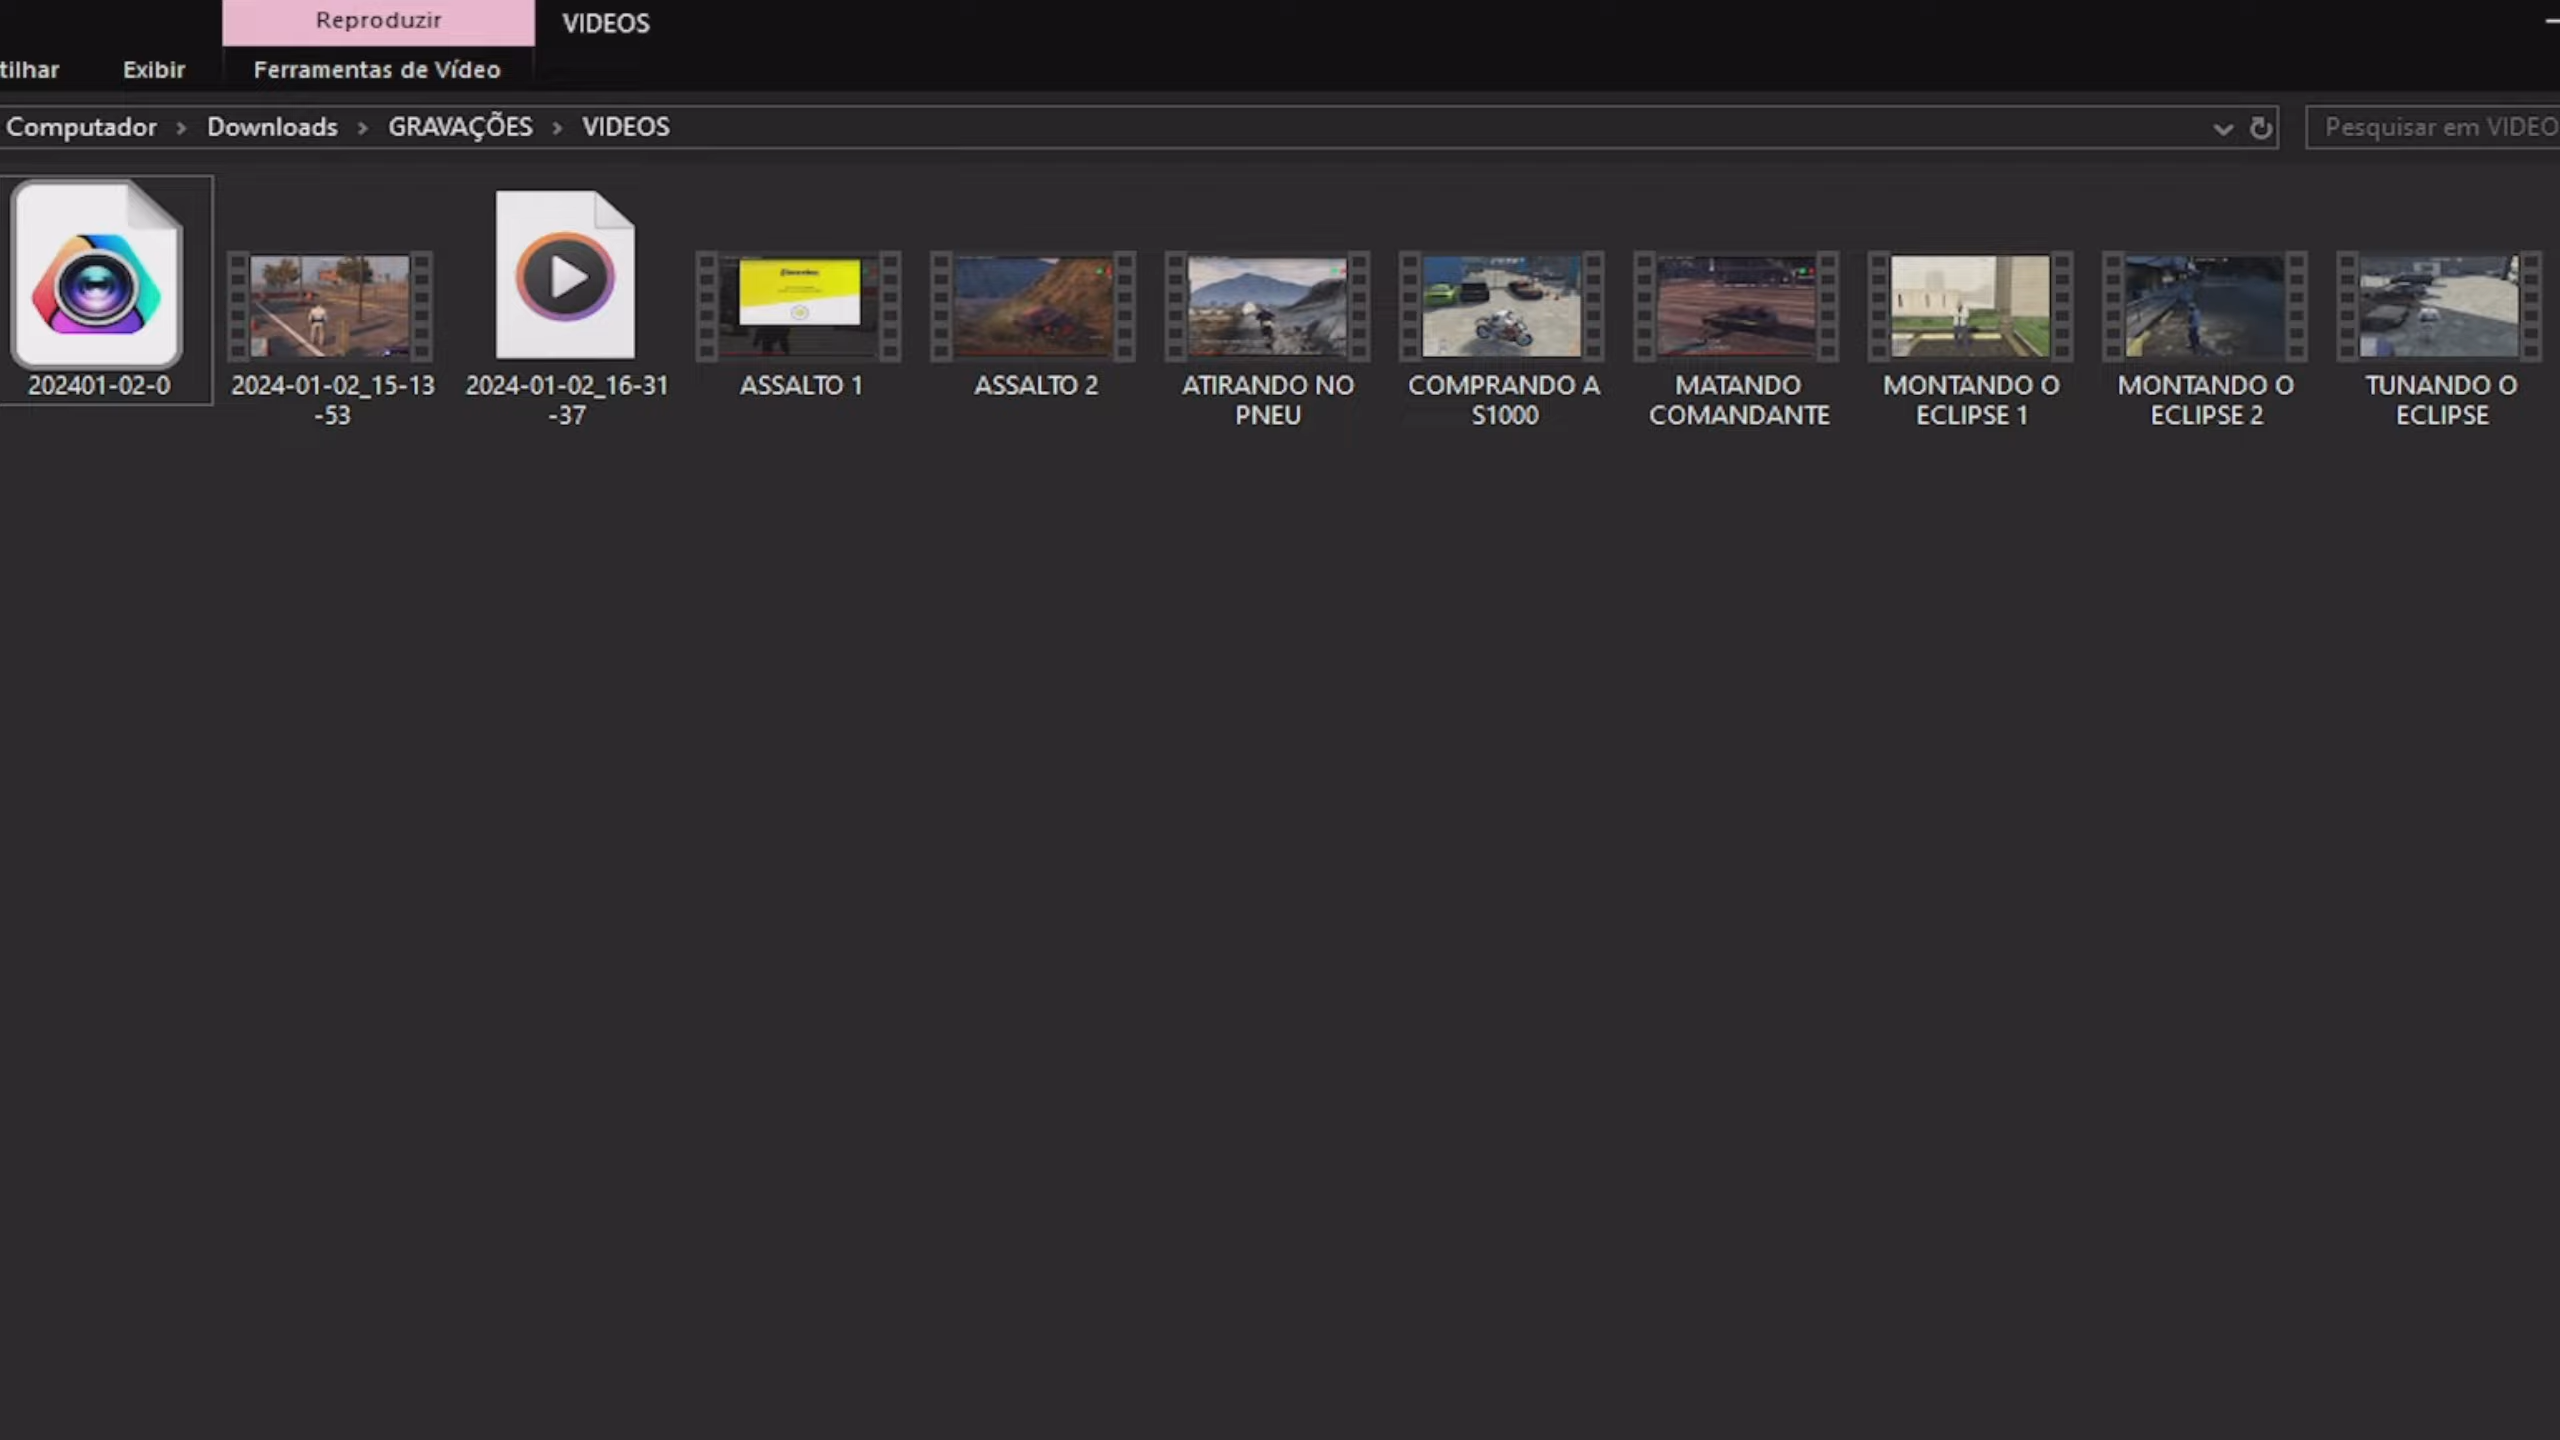 Reproduzir
VIDEOS
tilhar
Exibir
Ferramentas de Vídeo
Computador > Downloads > GRAVAÇÕES > VIDEOS
Pesquisar em VIDEO
202401-02-0
2024-01-02_15-13
-53
2024-01-02_16-31
-37
ASSALTO 1
ASSALTO 2
ATIRANDO NO
PNEU
COMPRANDO A
S1000
MATANDO
COMANDANTE
MONTANDO O
ECLIPSE 1
MONTANDO O
ECLIPSE 2
TUNANDO O
ECLIPSE